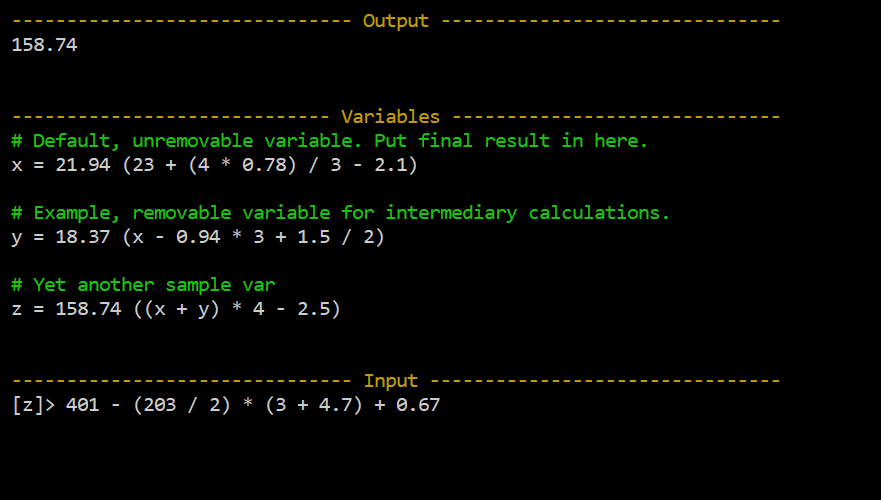 ------------------------------- Output -------------------------------
158.74
----------------------------- Variables ------------------------------
# Default, unremovable variable. Put final result in here.
x = 21.94 (23 + (4 * 0.78) / 3 - 2.1)
# Example, removable variable for intermediary calculations.
y = 18.37 (x - 0.94 * 3 + 1.5 / 2)
# Yet another sample var
z = 158.74 ((x + y) * 4 - 2.5)
------------------------------- Input --------------------------------
[z]> 401 - (203 / 2) * (3 + 4.7) + 0.67